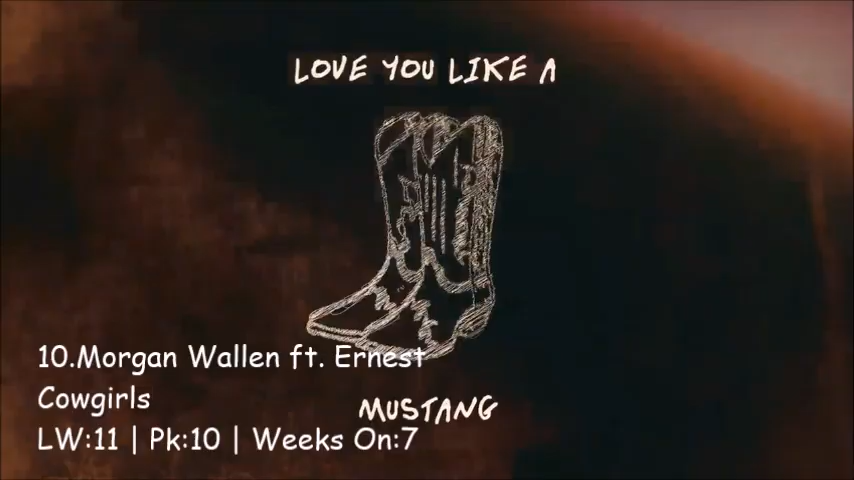 LOVE YOU LIKE A
10.Morgan Wallen ft. Ernest
Cowgirls
MUSTANG
LW:11 | Pk:10 | Weeks On:7